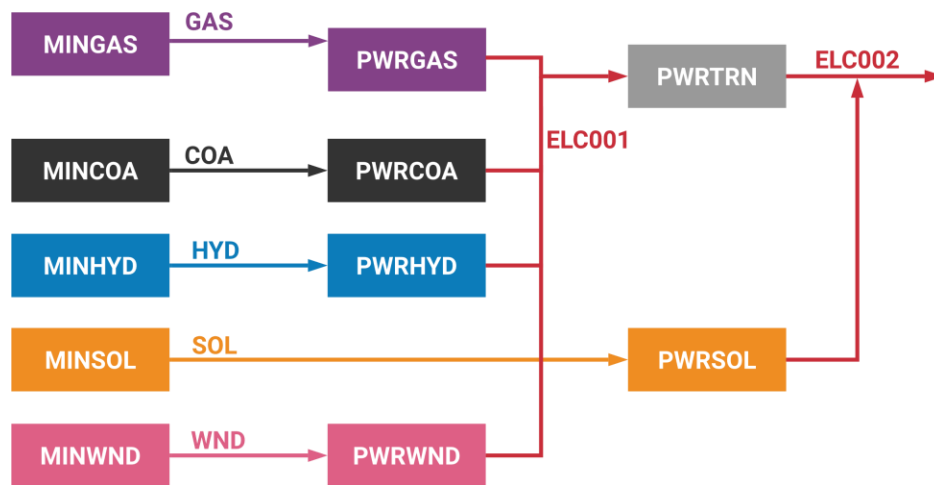 MINGAS
GAS
PWRGAS
PWRTRN
ELC002
ELC001
MINCOA
COA
PWRCOA
MINHYD
HYD
PWRHYD
MINSOL
SOL
PWRSOL
MINWND
WND
PWRWND